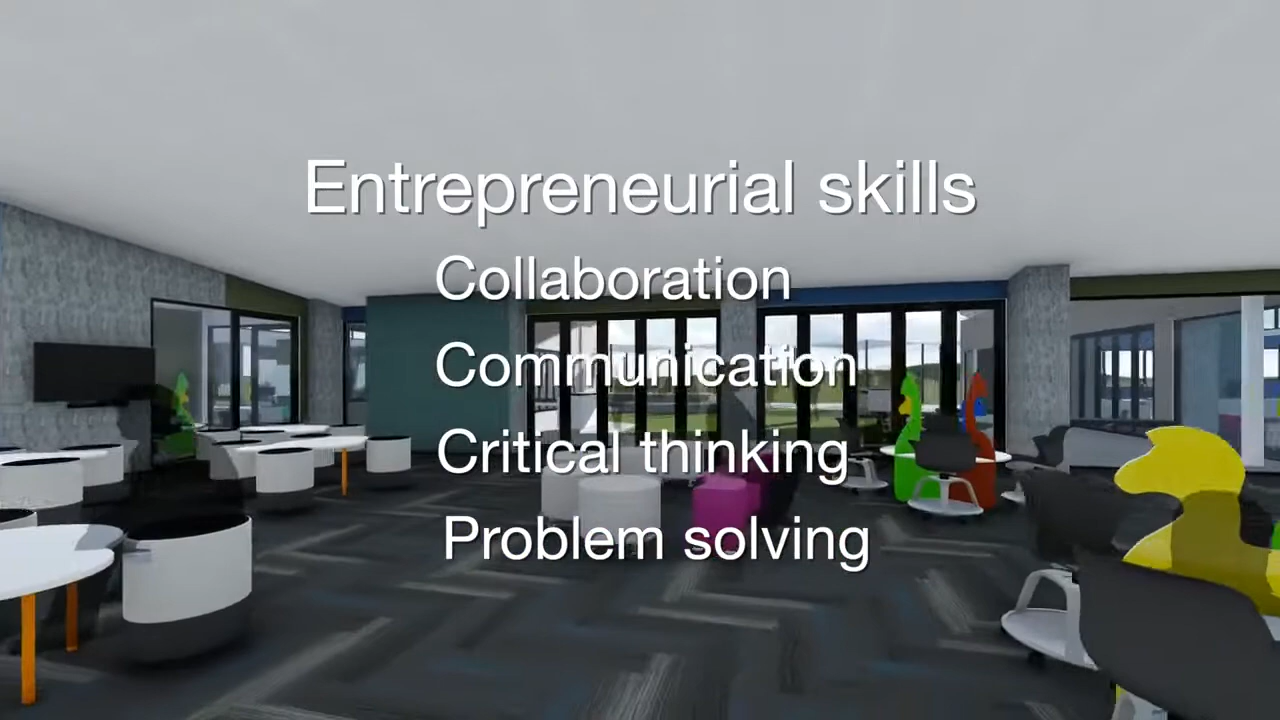 Entrepreneurial skills
Collaboration
Communication
Critical thinking
Problem solving